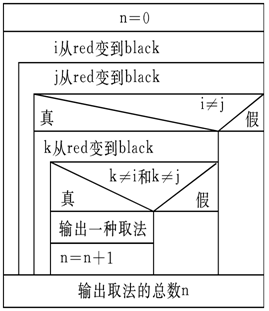 n=0
i从red变到black
j从red变到black
i≠j
真
假
k从red变到black
k≠i和k≠j
真
假
输出一种取法
n=n+1
输出取法的总数n